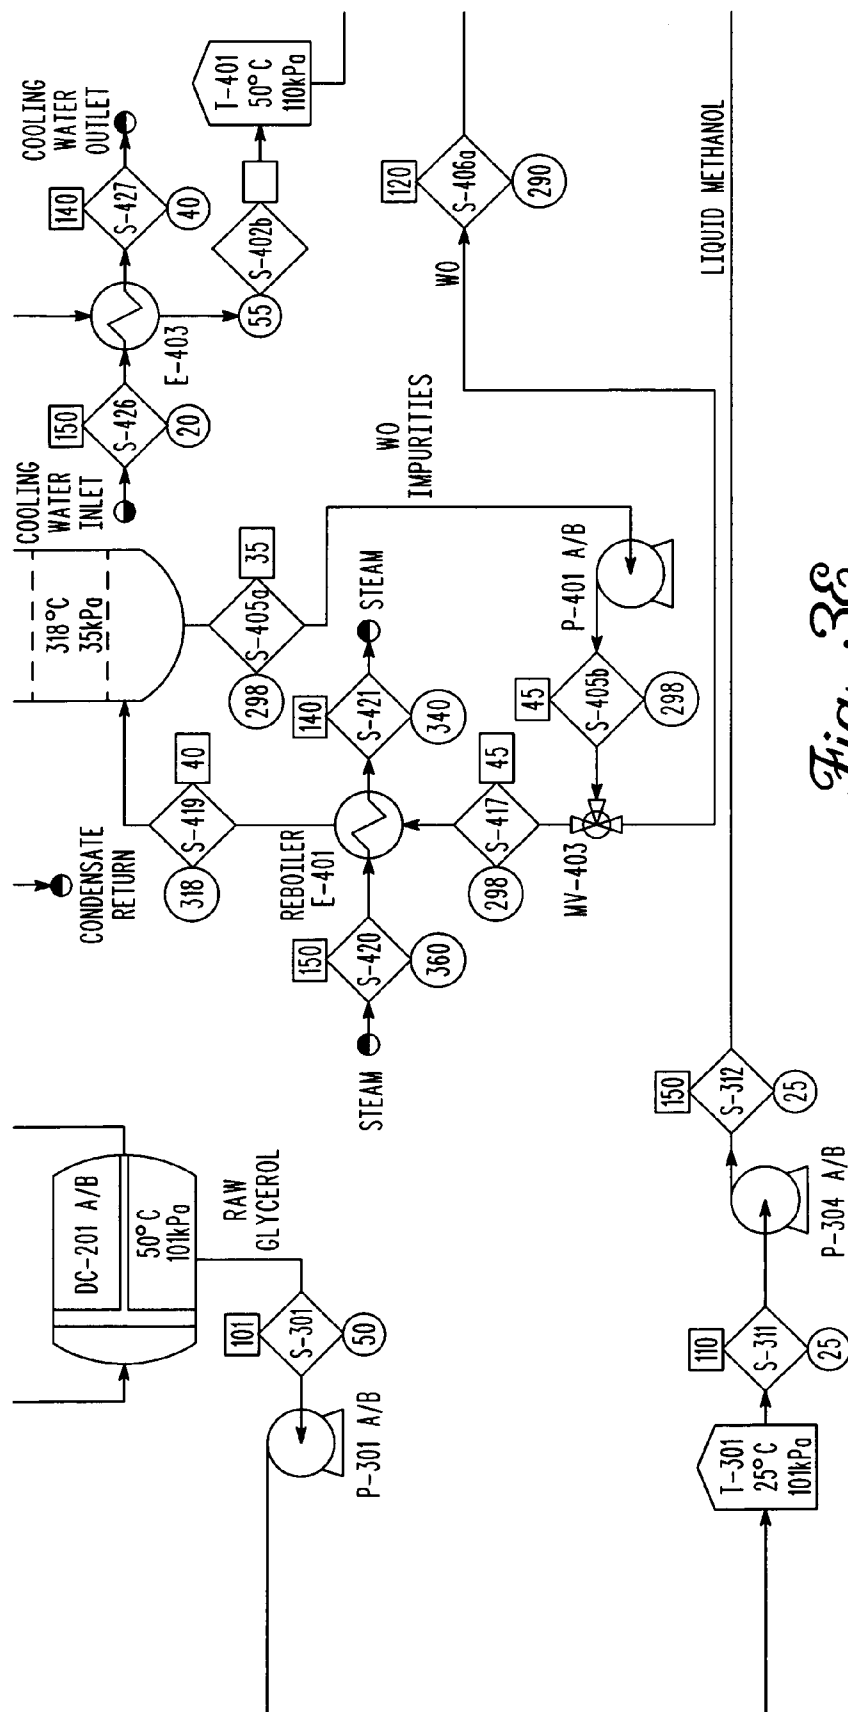 DC-201 A/B
50°C
101kPa
RAW
GLYCEROL
101
S-301
50
P-301 A/B
CONDENSATE
RETURN
318°C
35kPa
40
S-419
318
35
S-405a
298
REBOILER
E-401
STEAM
150
S-420
360
140
S-421
340
STEAM
45
S-417
298
MV-403
45
S-405b
298
P-401 A/B
WO
IMPURITIES
COOLING
WATER
INLET
150
S-426
20
E-403
140
S-427
40
COOLING
WATER
OUTLET
55
S-402b
T-401
50°C
110kPa
WO
120
S-406a
290
LIQUID METHANOL
T-301
25°C
101kPa
110
S-311
25
P-304 A/B
150
S-312
25
Fig. 3E